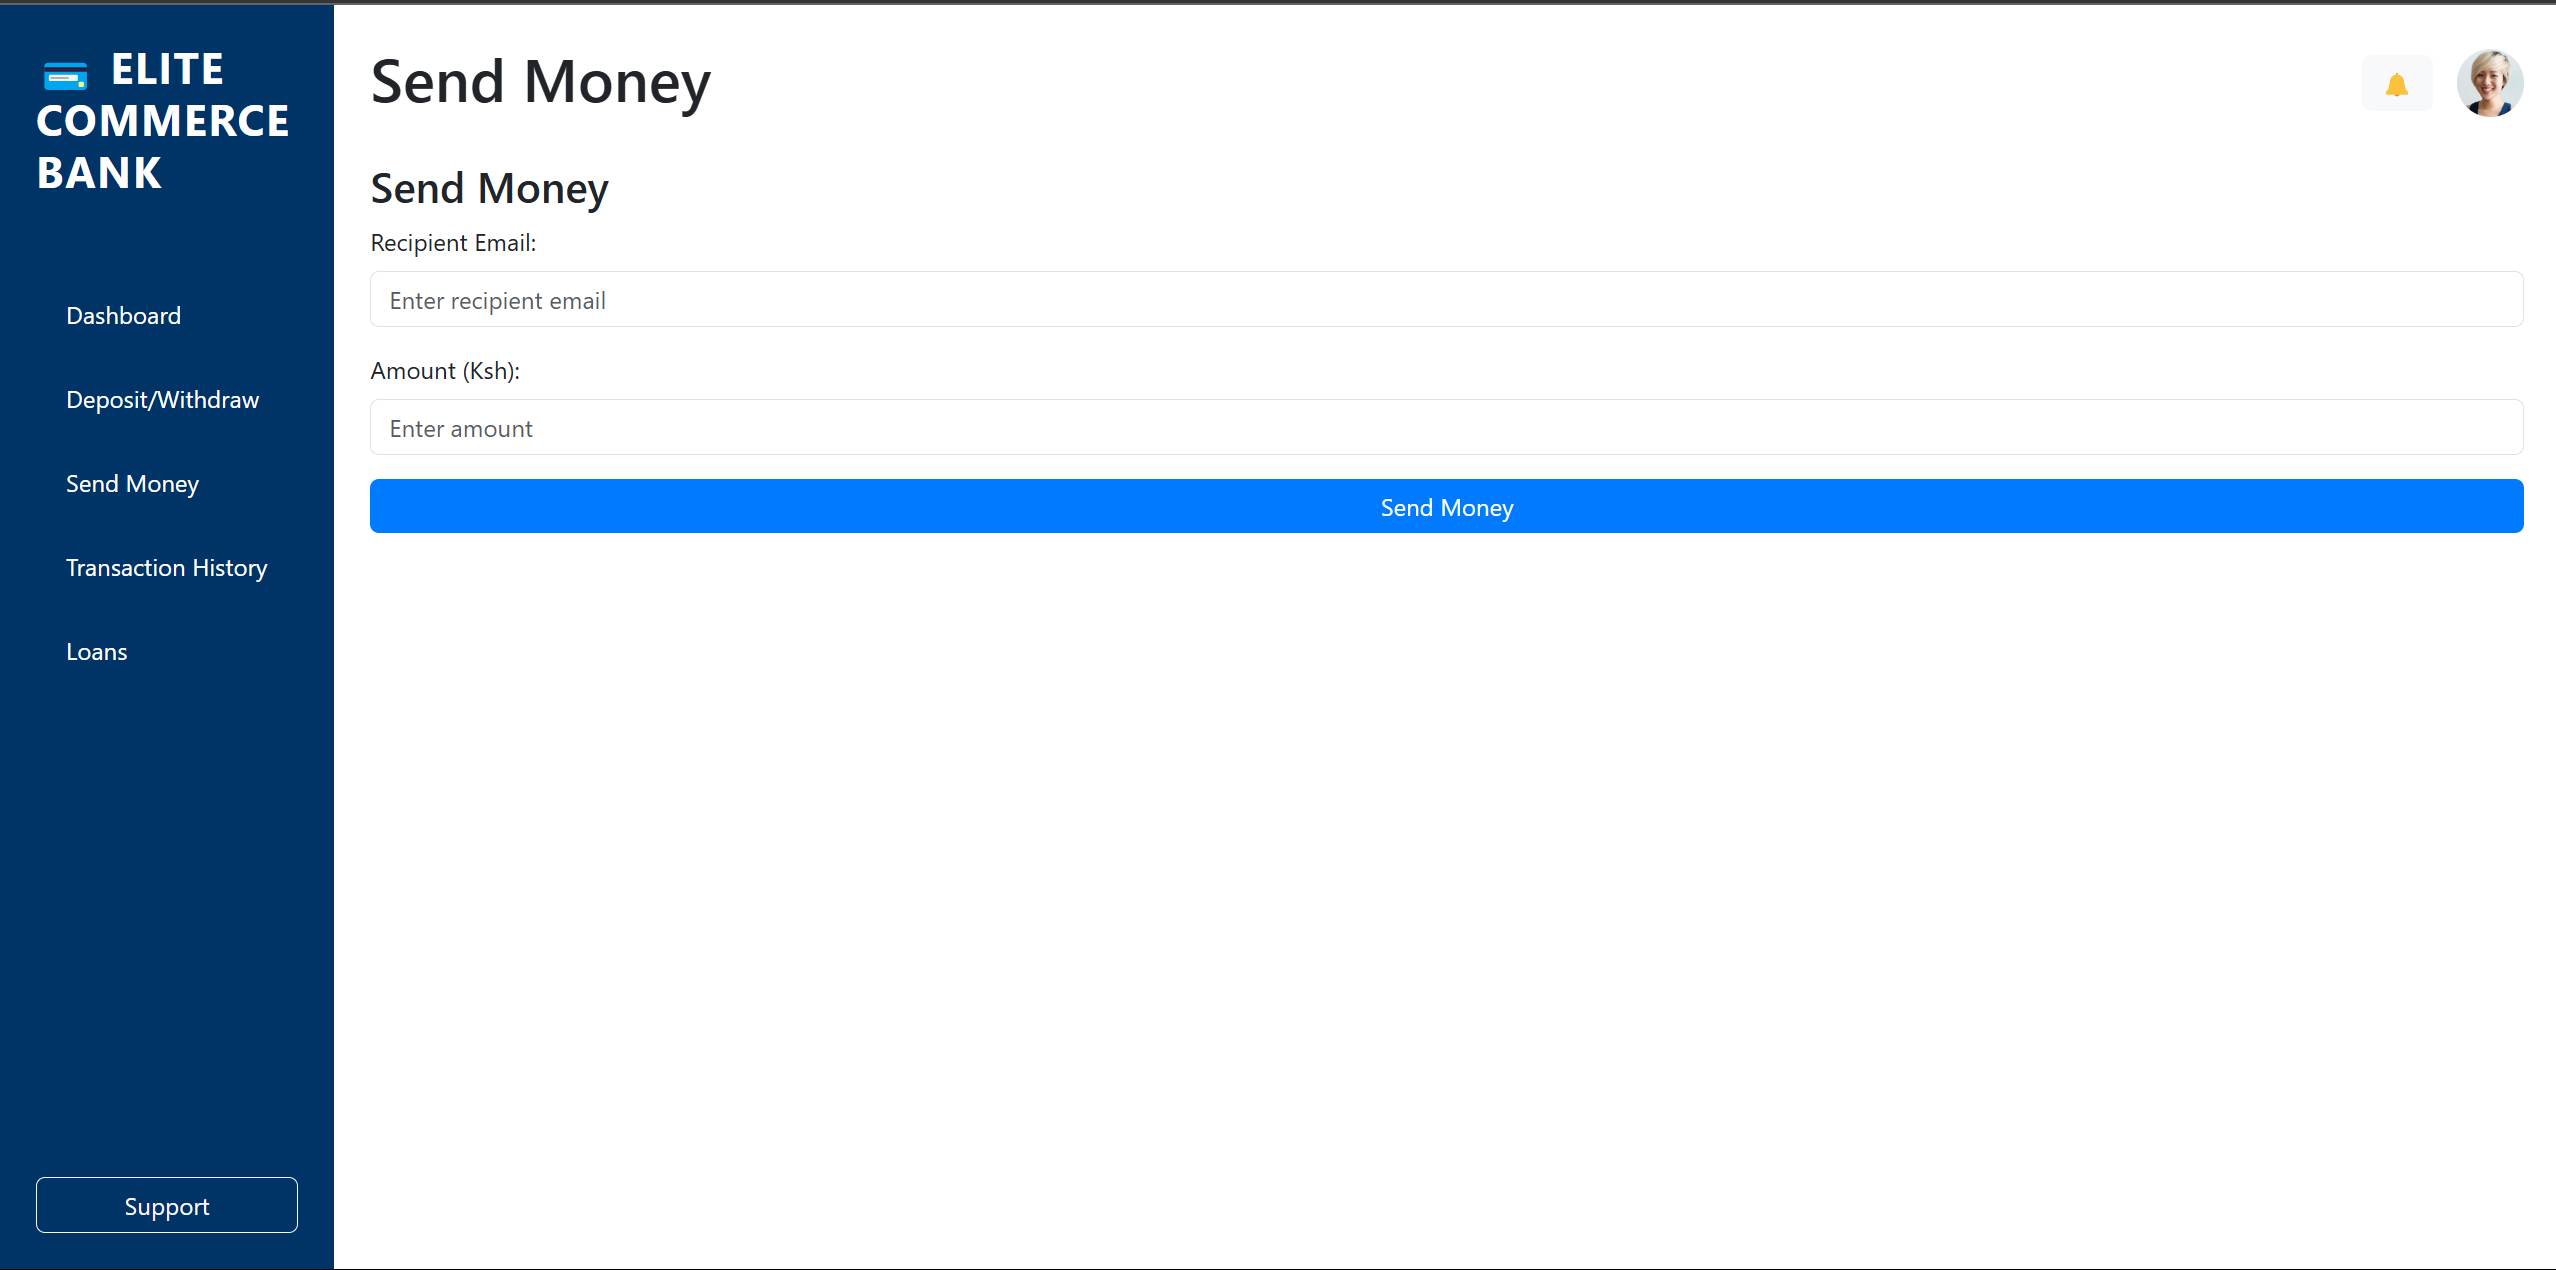 ELITE
COMMERCE
BANK
Dashboard
Deposit/Withdraw
Send Money
Transaction History
Loans
Support
Send Money
Send Money
Recipient Email:
Enter recipient email
Amount (Ksh):
Enter amount
Send Money